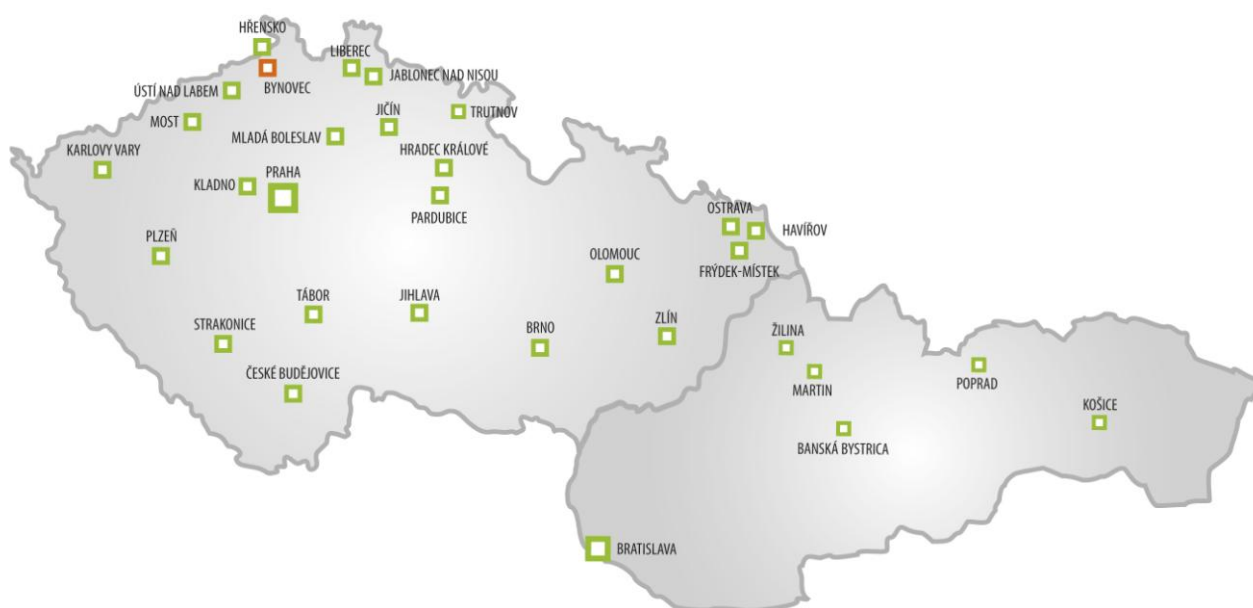 HŘENSKO
LIBEREC
JABLONEC NAD NISOU
BYNOVEC
ÚSTÍ NAD LABEM
JIČÍN
TRUTNOV
MOST
MLADÁ BOLESLAV
KARLOVY VARY
HRADEC KRÁLOVÉ
PRAHA
KLADNO
PARDUBICE
OSTRAVA
HAVÍŘOV
PLZEŇ
OLOMOUC
FRÝDEK-MÍSTEK
TÁBOR
JIHLAVA
ZLÍN
STRAKONICE
BRNO
ŽILINA
ČESKÉ BUDĚJOVICE
MARTIN
POPRAD
KOŠICE
BANSKÁ BYSTRICA
BRATISLAVA